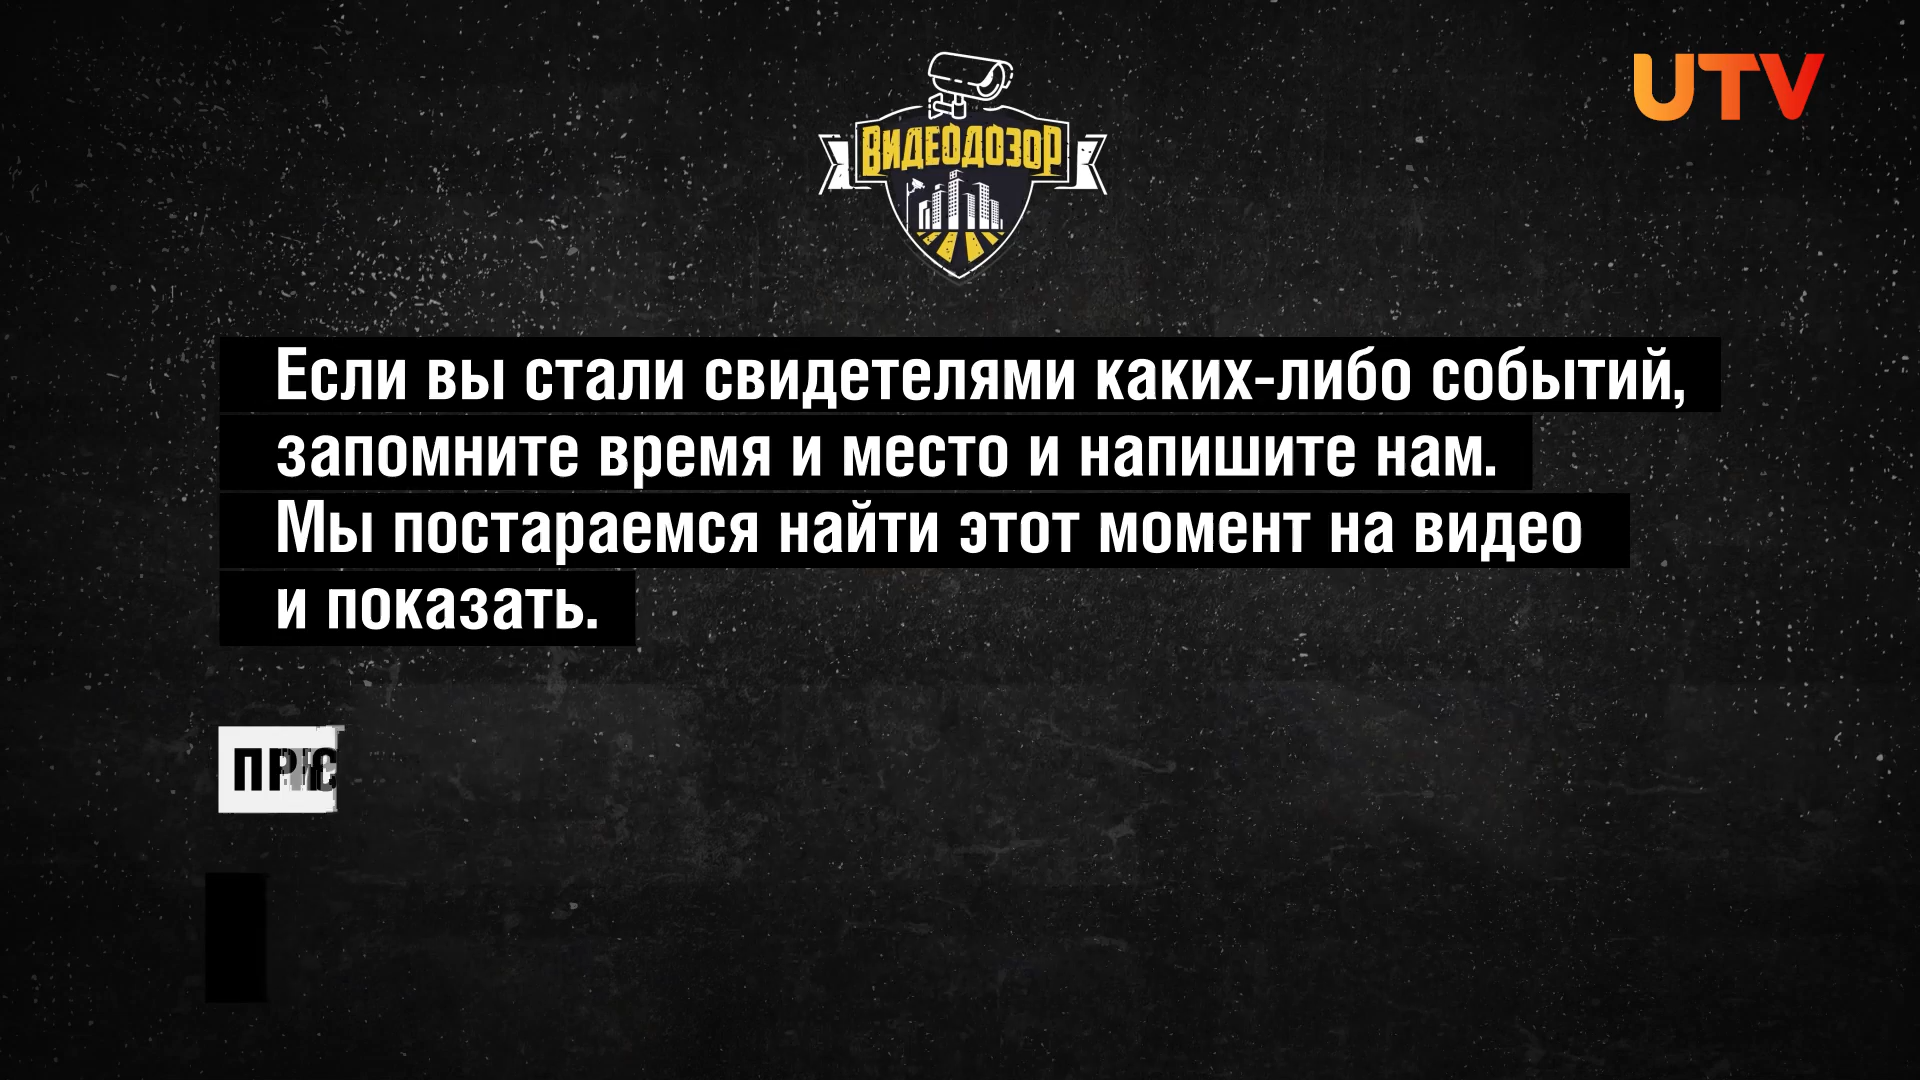 UTV
ВИДЕОДОЗОР
Если вы стали свидетелями каких-либо событий,
запомните время и место и напишите нам.
Мы постараемся найти этот момент на видео
и показать.